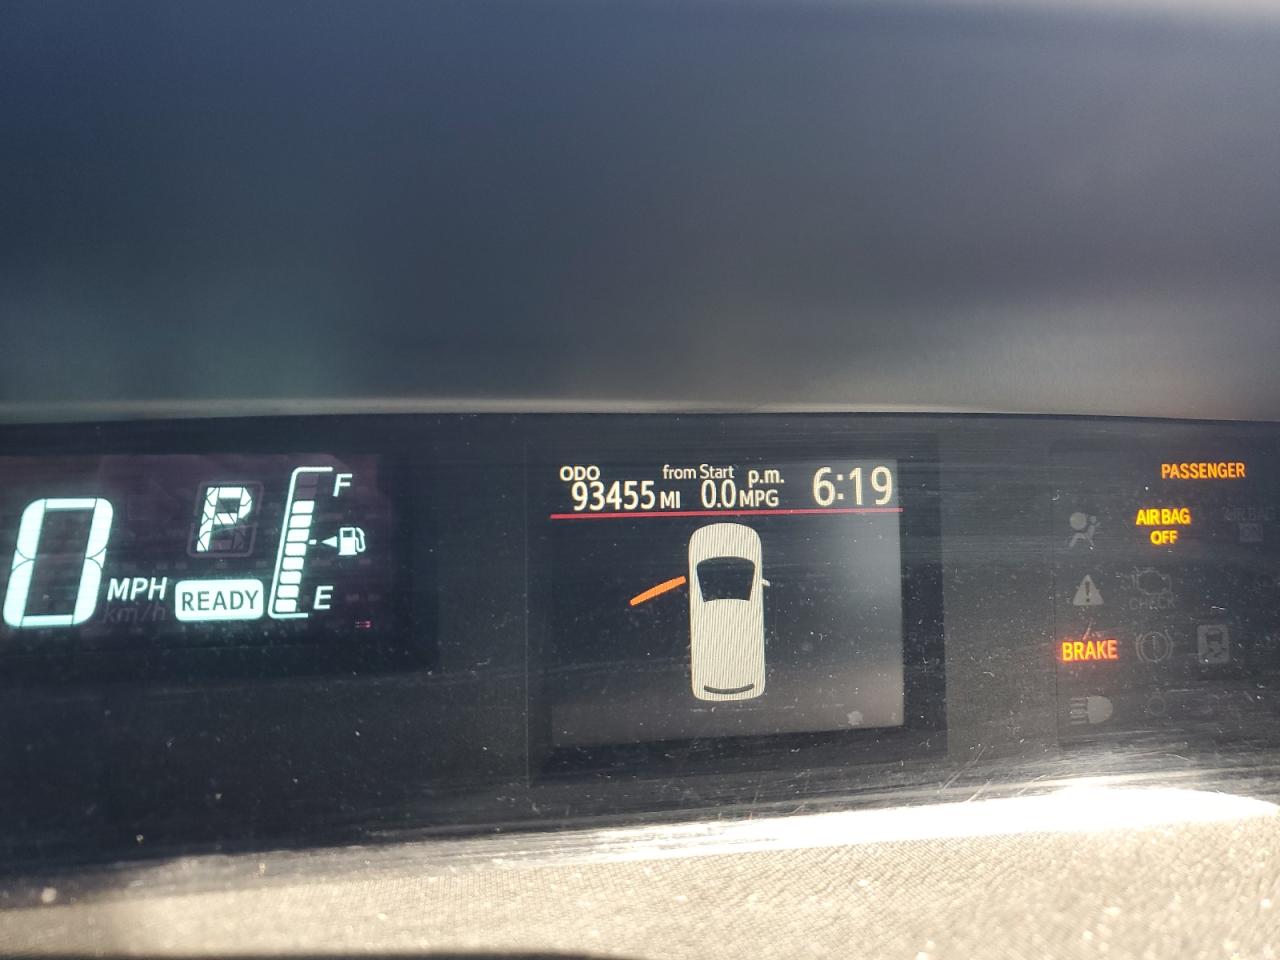 0 MPH
km/h
P
READY
F
E
ODO from Start p.m. 6:19
93455 MI 0.0 MPG
PASSENGER
AIR BAG
OFF
CHECK
BRAKE